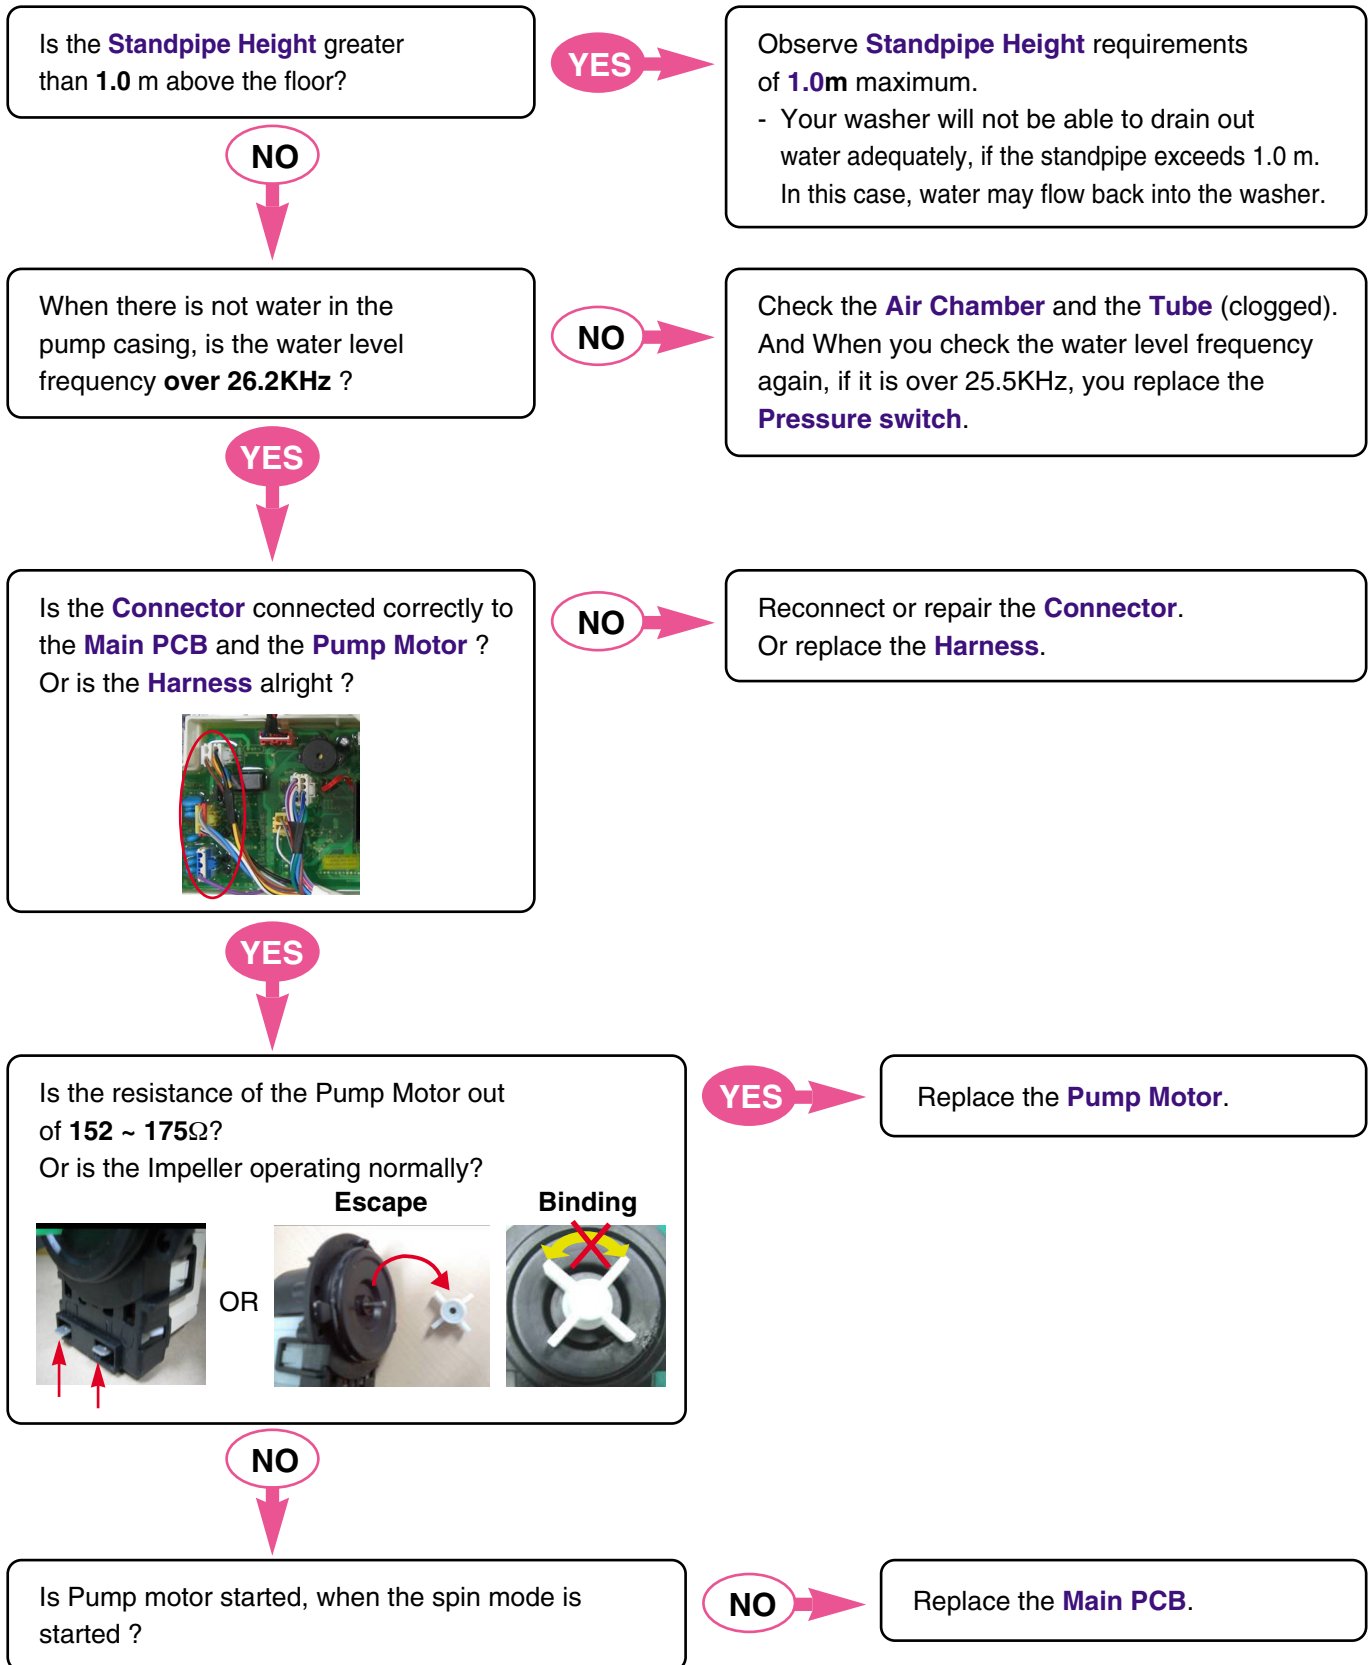 Is the Standpipe Height greater
than 1.0 m above the floor?
YES
Observe Standpipe Height requirements
of 1.0m maximum.
- Your washer will not be able to drain out
water adequately, if the standpipe exceeds 1.0 m.
In this case, water may flow back into the washer.
NO
When there is not water in the
pump casing, is the water level
frequency over 26.2KHz ?
NO
Check the Air Chamber and the Tube (clogged).
And When you check the water level frequency
again, if it is over 25.5KHz, you replace the
Pressure switch.
YES
Is the Connector connected correctly to
the Main PCB and the Pump Motor ?
Or is the Harness alright ?
NO
Reconnect or repair the Connector.
Or replace the Harness.
YES
Is the resistance of the Pump Motor out
of 152 ~ 175Ω?
Or is the Impeller operating normally?
Escape
Binding
OR
YES
Replace the Pump Motor.
NO
Is Pump motor started, when the spin mode is
started ?
NO
Replace the Main PCB.